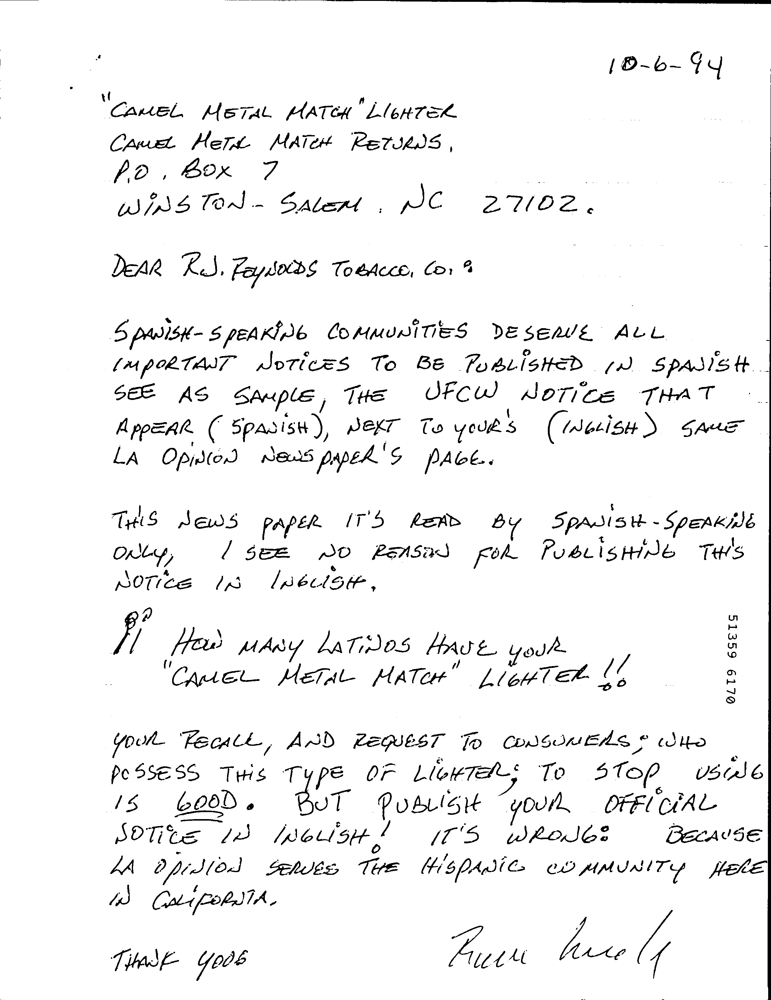 10-6-94
"CAMEL METAL MATCH" LIGHTER
CAMEL METAL MATCH RETURNS,
P.O. BOX 7
WINSTON-SALEM, NC 27102.
DEAR R.J. REYNOLDS TOBACCO, CO, :
SPANISH-SPEAKING COMMUNITIES DESERVE ALL
IMPORTANT NOTICES TO BE PUBLISHED IN SPANISH
SEE AS SAMPLE, THE UFCW NOTICE THAT
APPEAR (SPANISH), NEXT TO YOUR'S (INGLISH) SAME
LA OPINION NEWSPAPER'S PAGE.
THIS NEWS PAPER IT'S READ BY SPANISH-SPEAKING
ONLY, I SEE NO REASON FOR PUBLISHING THIS
NOTICE IN INGLISH.
¡¡ HOW MANY LATINOS HAVE YOUR
"CAMEL METAL MATCH" LIGHTER !!
51359 6170
YOUR RECALL, AND REQUEST TO CONSUMERS; WHO
POSSESS THIS TYPE OF LIGHTER; TO STOP USING
IS GOOD. BUT PUBLISH YOUR OFFICIAL
NOTICE IN INGLISH! IT'S WRONG: BECAUSE
LA OPINION SERVES THE HISPANIC COMMUNITY HERE
IN CALIFORNIA.
THANK YOUS